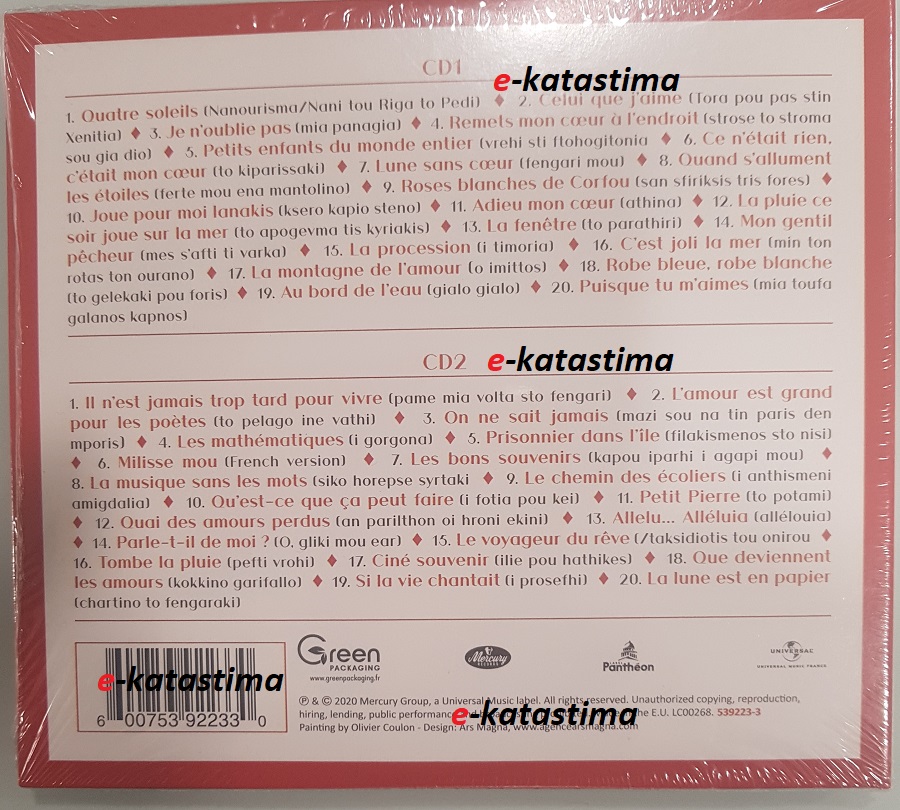 CD1
e-katastima
1. Quatre soleils (Nanourisma/Nani tou Riga to Pedi) ♦ 2. Celui que j'aime (Tora pou pas stin
Xenitia) ♦ 3. Je n'oublie pas (mia panagia) ♦ 4. Remets mon cœur à l'endroit (strose to stroma
sou gia dio) ♦ 5. Petits enfants du monde entier (vrehi sti ftohogitonia ♦ 6. Ce n'était rien,
c'était mon cœur (to kiparissaki) ♦ 7. Lune sans cœur (fengari mou) ♦ 8. Quand s'allument
les étoiles (ferte mou ena mantolino) ♦ 9. Roses blanches de Corfou (san sfiriksis tris fores) ♦
10. Joue pour moi Ianakis (ksero kapio steno) ♦ 11. Adieu mon cœur (athina) ♦ 12. La pluie ce
soir joue sur la mer (to apogevma tis kyriakis) ♦ 13. La fenêtre (to parathiri) ♦ 14. Mon gentil
pêcheur (mes s'afti ti varka) ♦ 15. La procession (i timoria) ♦ 16. C'est joli la mer (min ton
rotas ton ourano) ♦ 17. La montagne de l'amour (o imittos) ♦ 18. Robe bleue, robe blanche
(to gelekaki pou foris) ♦ 19. Au bord de l'eau (gialo gialo) ♦ 20. Puisque tu m'aimes (mia toufa
galanos kapnos)
CD2
e-katastima
1. Il n'est jamais trop tard pour vivre (pame mia volta sto fengari) ♦ 2. L'amour est grand
pour les poètes (to pelago ine vathi) ♦ 3. On ne sait jamais (mazi sou na tin paris den
mporis) ♦ 4. Les mathématiques (i gorgona) ♦ 5. Prisonnier dans l'île (filakismenos sto nisi)
♦ 6. Milisse mou (French version) ♦ 7. Les bons souvenirs (kapou iparhi i agapi mou) ♦
8. La musique sans les mots (siko horepse syrtaki ♦ 9. Le chemin des écoliers (i anthismeni
amigdalia) ♦ 10. Qu'est-ce que ça peut faire (i fotia pou kei) ♦ 11. Petit Pierre (to potami)
♦ 12. Quai des amours perdus (an parilthon oi hroni ekini) ♦ 13. Allelu... Alléluia (allélouia)
♦ 14. Parle-t-il de moi ? (O, gliki mou ear) ♦ 15. Le voyageur du rêve (/taksidiotis tou onirou ♦
16. Tombe la pluie (pefti vrohi) ♦ 17. Ciné souvenir (ilie pou hathikes) ♦ 18. Que deviennent
les amours (kokkino garifallo) ♦ 19. Si la vie chantait (i prosefhi) ♦ 20. La lune est en papier
(chartino to fengaraki)
e-katastima
6 00753 92233 0
Green
PACKAGING
www.greenpackaging.fr
Mercury
RECORDS
Panthéon
UNIVERSAL
UNIVERSAL MUSIC FRANCE
℗ & © 2020 Mercury Group, a Universal Music label. All rights reserved. Unauthorized copying, reproduction,
hiring, lending, public performance the E.U. LC00268. 539223-3
Painting by Olivier Coulon - Design: Ars Magna, www.agencearsmagna.com
e-katastima